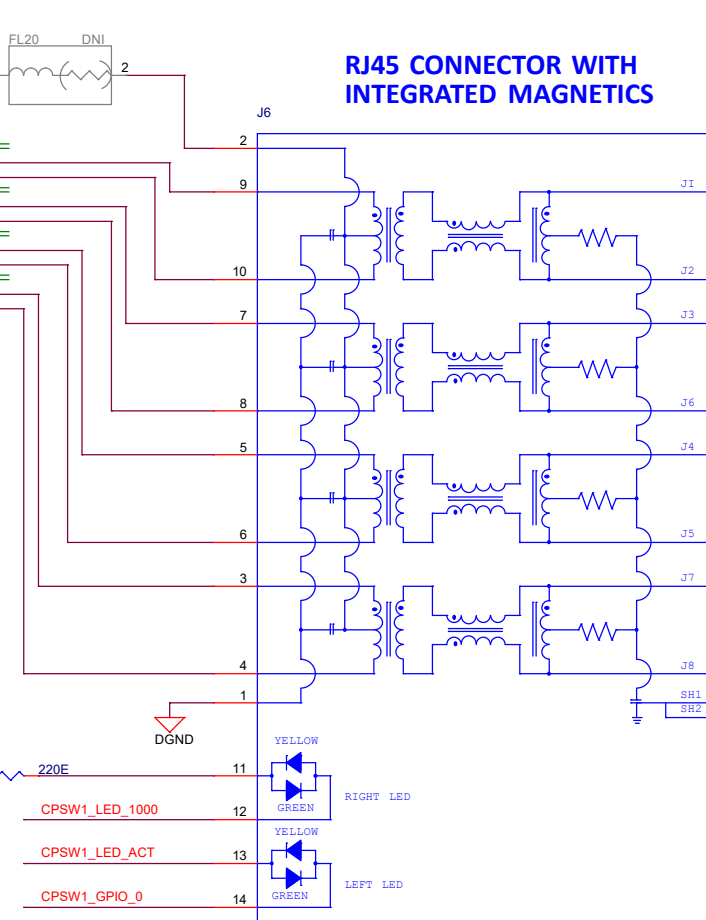 FL20 DNI
2
RJ45 CONNECTOR WITH
INTEGRATED MAGNETICS
J6
2
9 J1
10 J2
7 J3
8 J6
5 J4
6 J5
3 J7
4 J8
1 SH1
SH2
DGND
YELLOW
220E 11
RIGHT LED
GREEN
CPSW1_LED_1000 12
YELLOW
CPSW1_LED_ACT 13
LEFT LED
GREEN
CPSW1_GPIO_0 14